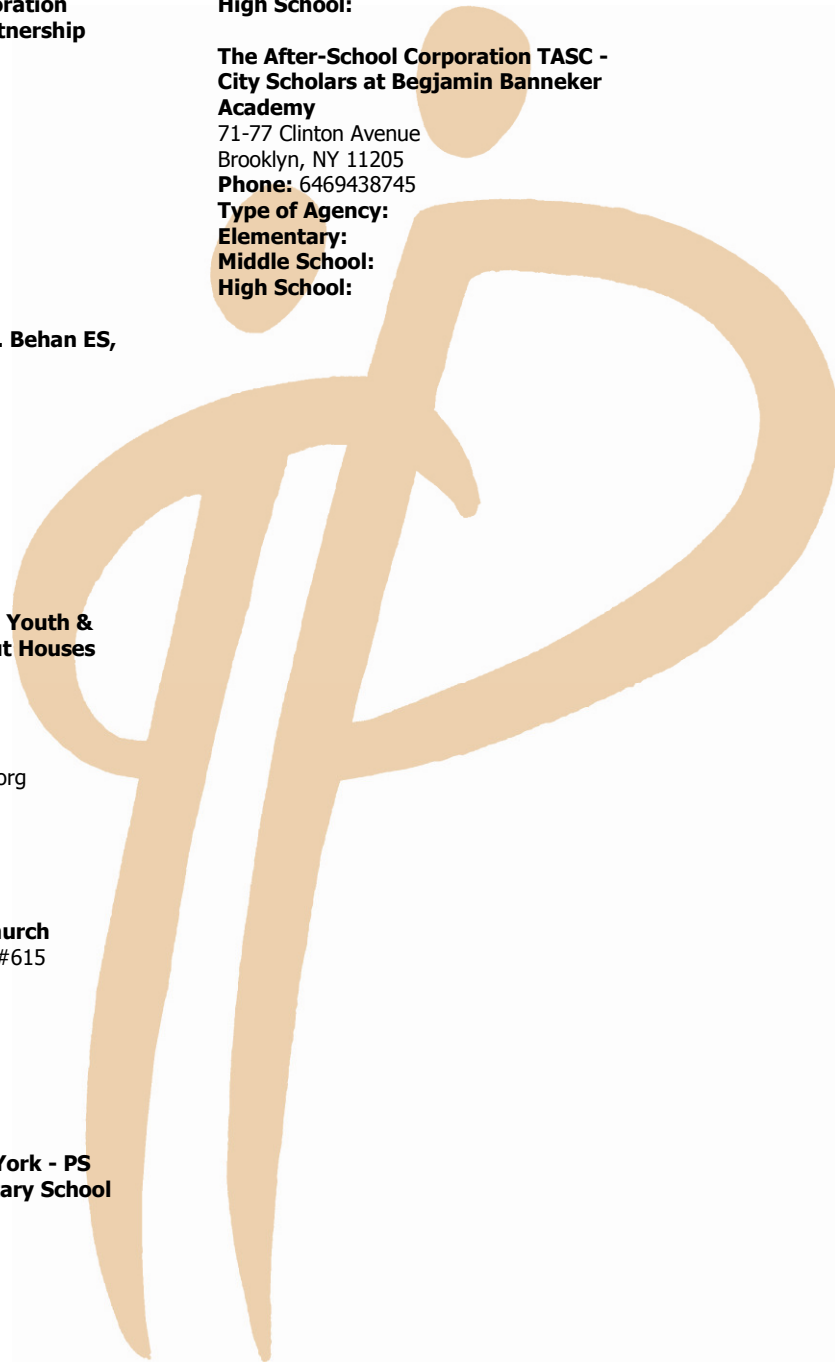 oration
tnership
. Behan ES,
Youth &
ut Houses
org
urch
#615
York - PS
ary School
High School:
The After-School Corporation TASC -
City Scholars at Begjamin Banneker
Academy
71-77 Clinton Avenue
Brooklyn, NY 11205
Phone: 6469438745
Type of Agency:
Elementary:
Middle School:
High School: